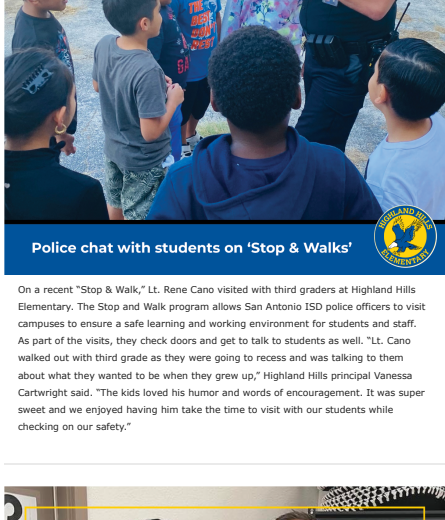 THE
BEST
DON'T
REST
HIGHLAND HILLS
ELEMENTARY
Police chat with students on ‘Stop & Walks’
On a recent “Stop & Walk,” Lt. Rene Cano visited with third graders at Highland Hills
Elementary. The Stop and Walk program allows San Antonio ISD police officers to visit
campuses to ensure a safe learning and working environment for students and staff.
As part of the visits, they check doors and get to talk to students as well. “Lt. Cano
walked out with third grade as they were going to recess and was talking to them
about what they wanted to be when they grew up,” Highland Hills principal Vanessa
Cartwright said. “The kids loved his humor and words of encouragement. It was super
sweet and we enjoyed having him take the time to visit with our students while
checking on our safety.”